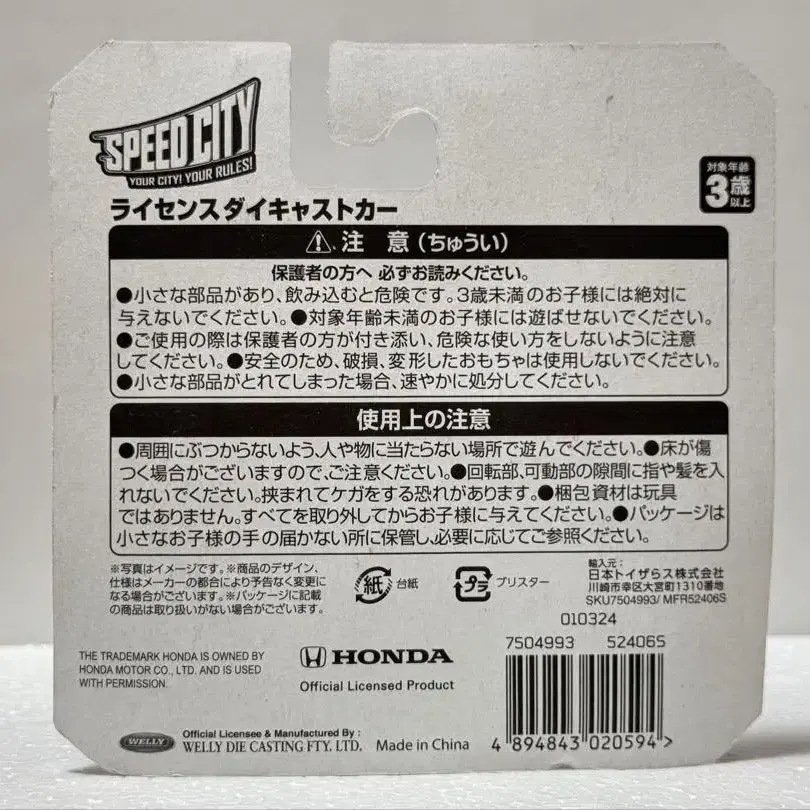 SPEED CITY
YOUR CITY! YOUR RULES!
対象年齢
3歳
以上
ライセンスダイキャストカー
注 意(ちゅうい)
保護者の方へ 必ずお読みください。
●小さな部品があり、飲み込むと危険です。3歳未満のお子様には絶対に
与えないでください。●対象年齢未満のお子様には遊ばせないでください。
●ご使用の際は保護者の方が付き添い、危険な使い方をしないように注意
してください。●安全のため、破損、変形したおもちゃは使用しないでください。
●小さな部品がとれてしまった場合、速やかに処分してください。
使用上の注意
●周囲にぶつからないよう、人や物に当たらない場所で遊んでください。●床が傷
つく場合がございますので、ご注意ください。●回転部、可動部の隙間に指や髪を入
れないでください。挟まれてケガをする恐れがあります。●梱包資材は玩具
ではありません。すべてを取り外してからお子様に与えてください。●パッケージは
小さなお子様の手の届かない所に保管し、必要に応じてご参照ください。
※写真はイメージです。※商品のデザイン、
仕様はメーカーの都合により予告なく変更に
なる場合がございます。※パッケージに記載
の商品は取り扱いがない場合がございます。
紙 台紙
プラ ブリスター
輸入元:
日本トイザらス株式会社
川崎市幸区大宮町1310番地
SKU7504993/ MFR52406S
010324
THE TRADEMARK HONDA IS OWNED BY
HONDA MOTOR CO., LTD. AND IS USED
WITH PERMISSION.
HONDA
Official Licensed Product
7504993 52406S
WELLY
Official Licensee & Manufactured By :
WELLY DIE CASTING FTY. LTD. Made in China
4 894843 020594 >